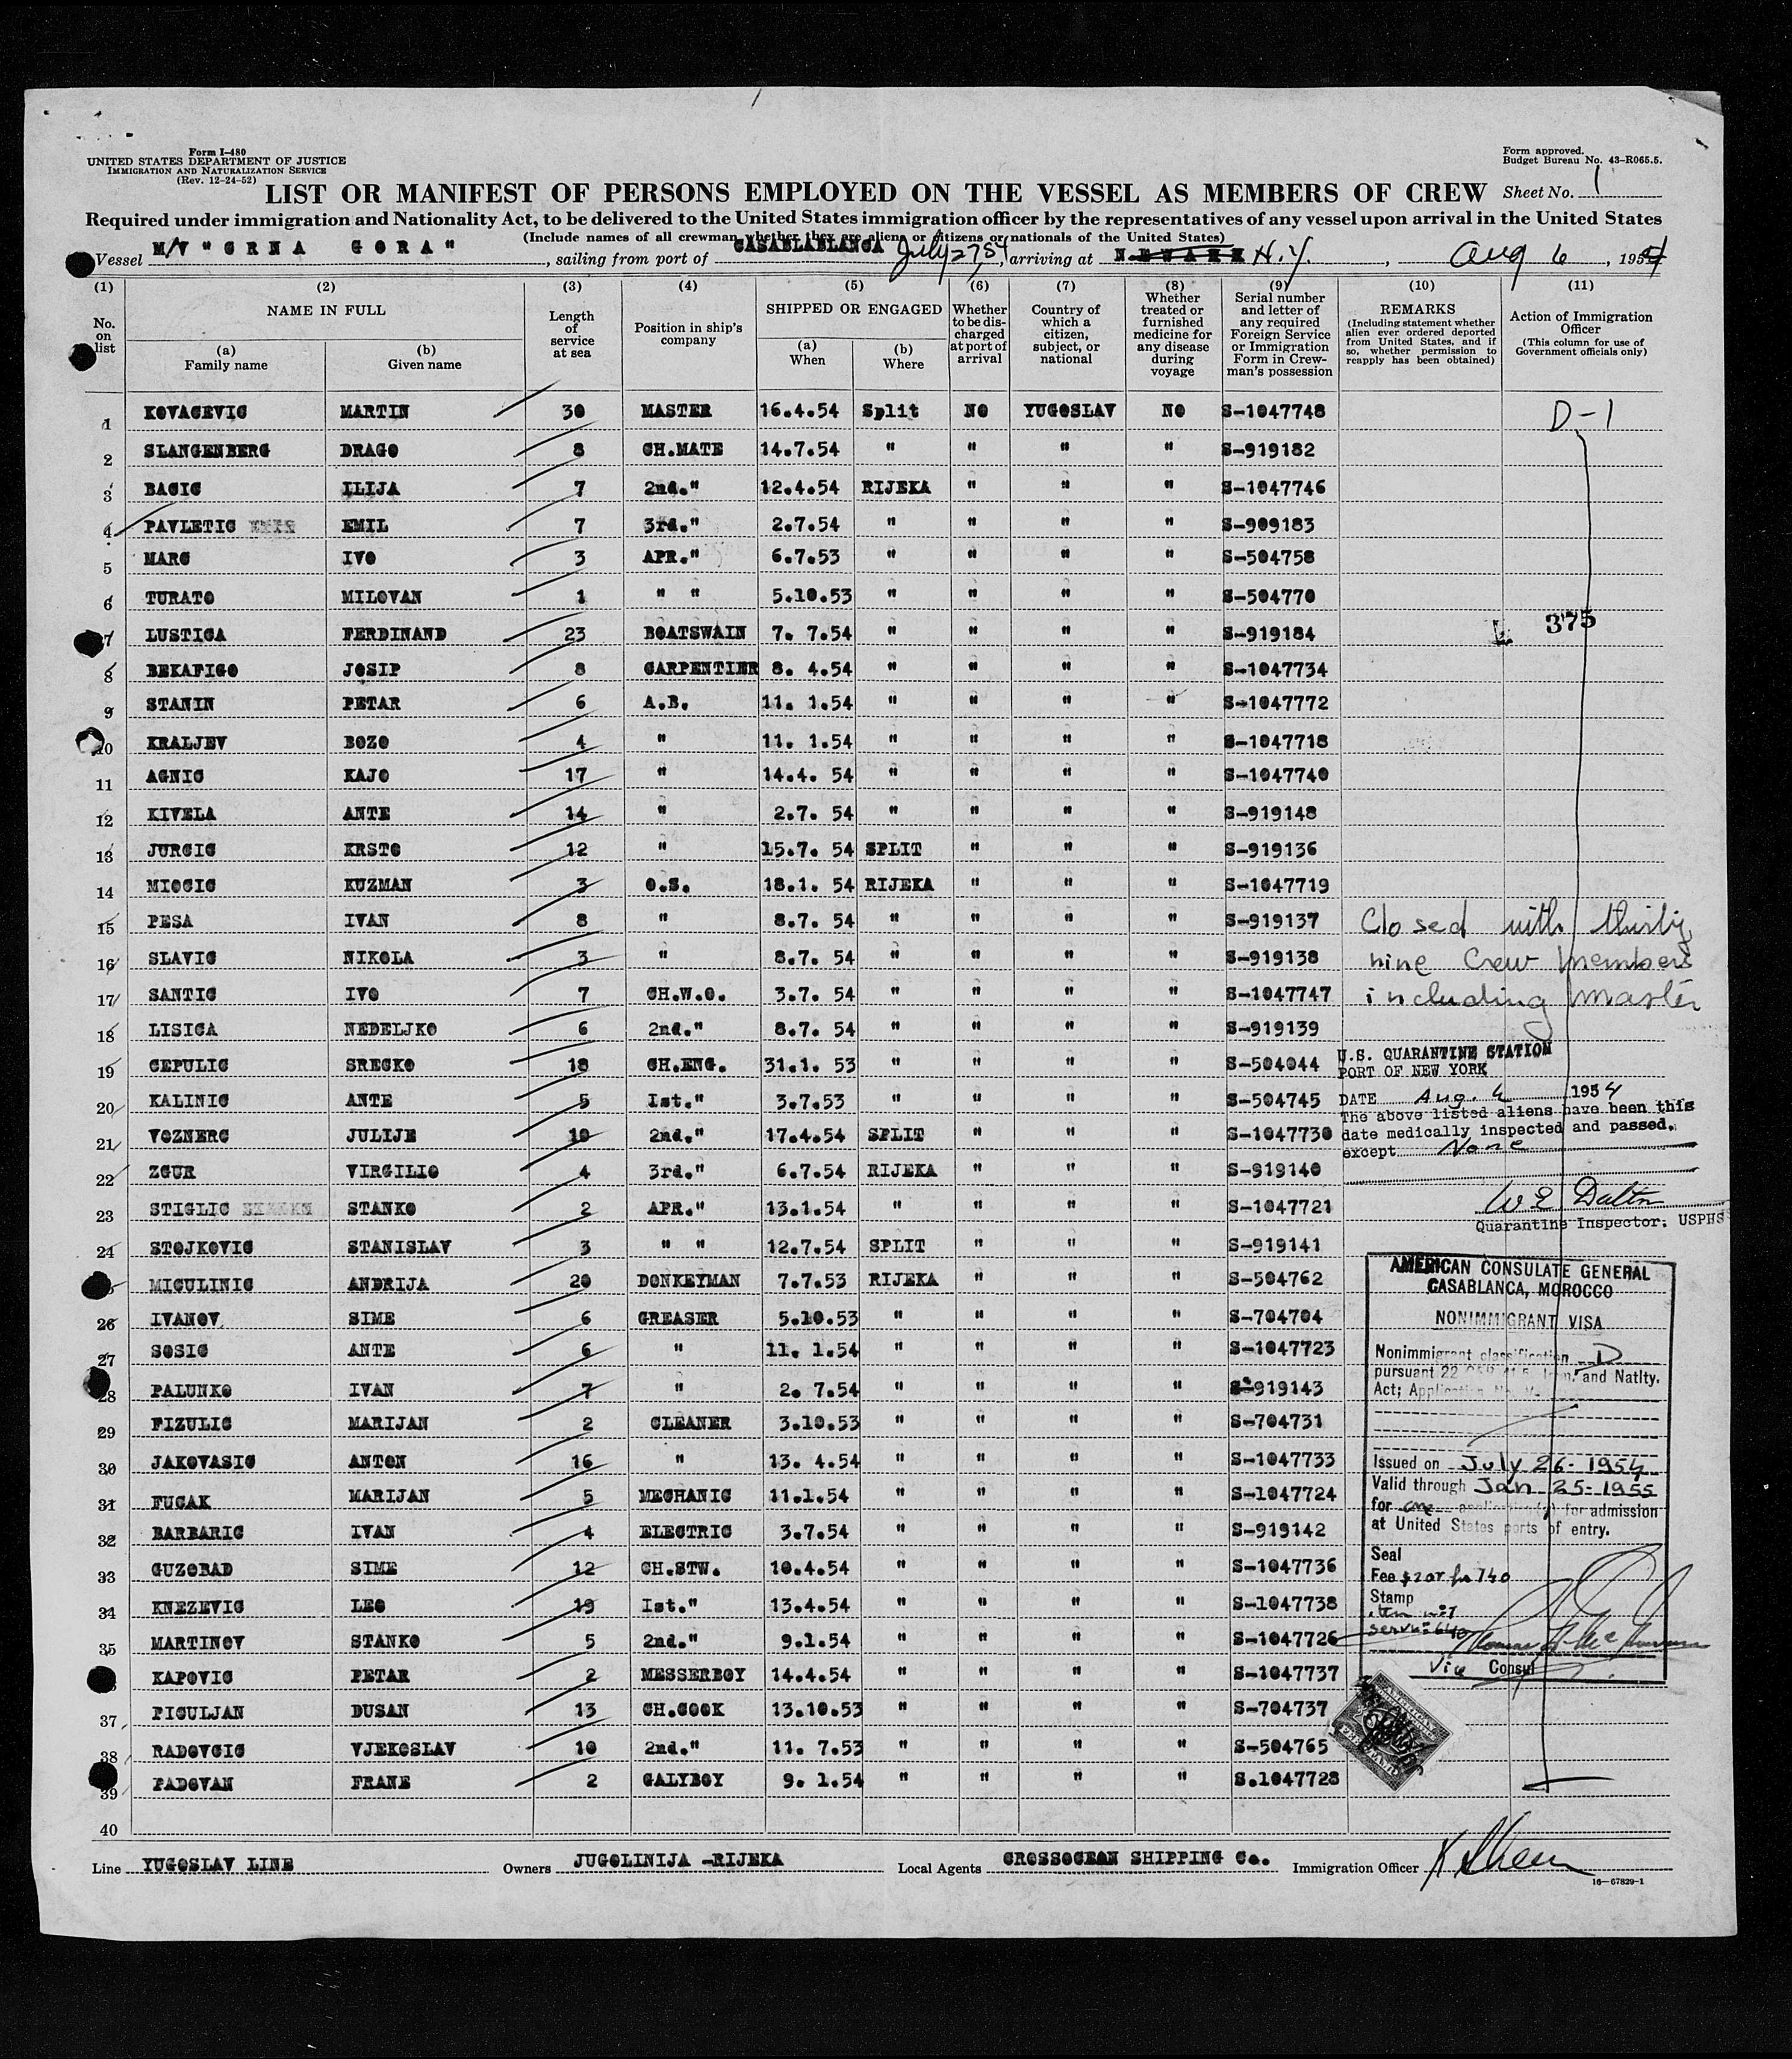 Form I-480
UNITED STATES DEPARTMENT OF JUSTICE
IMMIGRATION AND NATURALIZATION SERVICE
(Rev. 12-24-52)
Form approved.
Budget Bureau No. 43-R065.5.
LIST OR MANIFEST OF PERSONS EMPLOYED ON THE VESSEL AS MEMBERS OF CREW Sheet No. 1
Required under immigration and Nationality Act, to be delivered to the United States immigration officer by the representatives of any vessel upon arrival in the United States
(Include names of all crewman whether they are aliens or citizens or nationals of the United States)
Vessel M/V "CRNA GORA", sailing from port of CASABLABLANCA July 27, 54, arriving at NEWARK N.Y., Aug 6, 1954
(1) (2) (3) (4) (5) (6) (7) (8) (9) (10) (11)
No. on list
NAME IN FULL
(a) Family name
(b) Given name
Length of service at sea
Position in ship's company
SHIPPED OR ENGAGED
(a) When
(b) Where
Whether to be discharged at port of arrival
Country of which a citizen, subject, or national
Whether treated or furnished medicine for any disease during voyage
Serial number and letter of any required Foreign Service or Immigration Form in Crewman's possession
REMARKS
(Including statement whether alien ever ordered deported from United States, and if so, whether permission to reapply has been obtained)
Action of Immigration Officer
(This column for use of Government officials only)
1 KOVACEVIC MARTIN 30 MASTER 16.4.54 Split NO YUGOSLAV NO S-1047748 D-1
2 SLANGENBERG DRAGO 8 CH.MATE 14.7.54 " " " " S-919182
3 BACIC ILIJA 7 2nd." 12.4.54 RIJEKA " " " S-1047746
4 PAVLETIC EMIL 7 3rd." 2.7.54 " " " " S-909183
5 MARC IVO 3 APR." 6.7.53 " " " " S-504758
6 TURATO MILOVAN 1 " " 5.10.53 " " " " S-504770
7 LUSTICA FERDINAND 23 BOATSWAIN 7. 7.54 " " " " S-919184 375
8 BEKAFIGO JOSIP 8 CARPENTIER 8. 4.54 " " " " S-1047734
9 STANIN PETAR 6 A.B. 11. 1.54 " " " " S-1047772
10 KRALJEV BOZO 4 " 11. 1.54 " " " " S-1047718
11 AGNIC KAJO 17 " 14.4. 54 " " " " S-1047740
12 KIVELA ANTE 14 " 2.7. 54 " " " " S-919148
13 JURCIC KRSTO 12 " 15.7. 54 SPLIT " " " S-919136
14 MIOCIC KUZMAN 3 O.S. 18.1. 54 RIJEKA " " " S-1047719
15 PESA IVAN 8 " 8.7. 54 " " " " S-919137
16 SLAVIC NIKOLA 3 " 8.7. 54 " " " " S-919138
17 SANTIC IVO 7 CH.W.O. 3.7. 54 " " " " S-1047747
18 LISICA NEDELJKO 6 2nd." 8.7. 54 " " " " S-919139
19 CEPULIC SRECKO 18 CH.ENG. 31.1. 53 " " " " S-504044
20 KALINIC ANTE 5 Ist." 3.7.53 " " " " S-504745
21 VOZNERC JULIJE 10 2nd." 17.4.54 SPLIT " " " S-1047730
22 ZGUR VIRGILIO 4 3rd." 6.7.54 RIJEKA " " " S-919140
23 STIGLIC STANKO 2 APR." 13.1.54 " " " " S-1047721
24 STOJKOVIC STANISLAV 3 " " 12.7.54 SPLIT " " " S-919141
MICULINIC ANDRIJA 20 DONKEYMAN 7.7.53 RIJEKA " " " S-504762
26 IVANOV SIME 6 GREASER 5.10.53 " " " " S-704704
27 SOSIC ANTE 6 " 11. 1.54 " " " " S-1047723
28 PALUNKO IVAN 7 " 2. 7.54 " " " " S-919143
29 FIZULIC MARIJAN 2 CLEANER 3.10.53 " " " " S-704731
30 JAKOVASIC ANTON 16 " 13. 4.54 " " " " S-1047733
31 FUCAK MARIJAN 5 MECHANIC 11.1.54 " " " " S-1047724
32 BARBARIC IVAN 4 ELECTRIC 3.7.54 " " " " S-919142
33 GUZOBAD SIME 12 CH.STW. 10.4.54 " " " " S-1047736
34 KNEZEVIC LEO 19 Ist." 13.4.54 " " " " S-1047738
35 MARTINOV STANKO 5 2nd." 9.1.54 " " " " S-1047726
KAPOVIC PETAR 2 MESSERBOY 14.4.54 " " " " S-1047737
37 PICULJAN DUSAN 13 CH.COOK 13.10.53 " " " " S-704737
38 RADOVCIC VJEKOSLAV 10 2nd." 11. 7.53 " " " " S-504765
39 PADOVAN FRANE 2 GALYBOY 9. 1.54 " " " " S.1047728
40
Closed with thirty
nine Crew members
including Master
U.S. QUARANTINE STATION
PORT OF NEW YORK
DATE Aug. 6 1954
The above listed aliens have been this
date medically inspected and passed.
except None
W E Dalton
Quarantine Inspector. USPHS
AMERICAN CONSULATE GENERAL
CASABLANCA, MOROCCO
NONIMMIGRANT VISA
Nonimmigrant classification D
pursuant 22 and Natlty.
Act; Application No. V
Issued on July 26-1954
Valid through Jan 25-1955
for one application(s) for admission
at United States ports of entry.
Seal
Fee
Stamp
Vice Consul
Line YUGOSLAV LINE Owners JUGOLINIJA -RIJEKA Local Agents CROSSOCEAN SHIPPING Co. Immigration Officer
16-67829-1